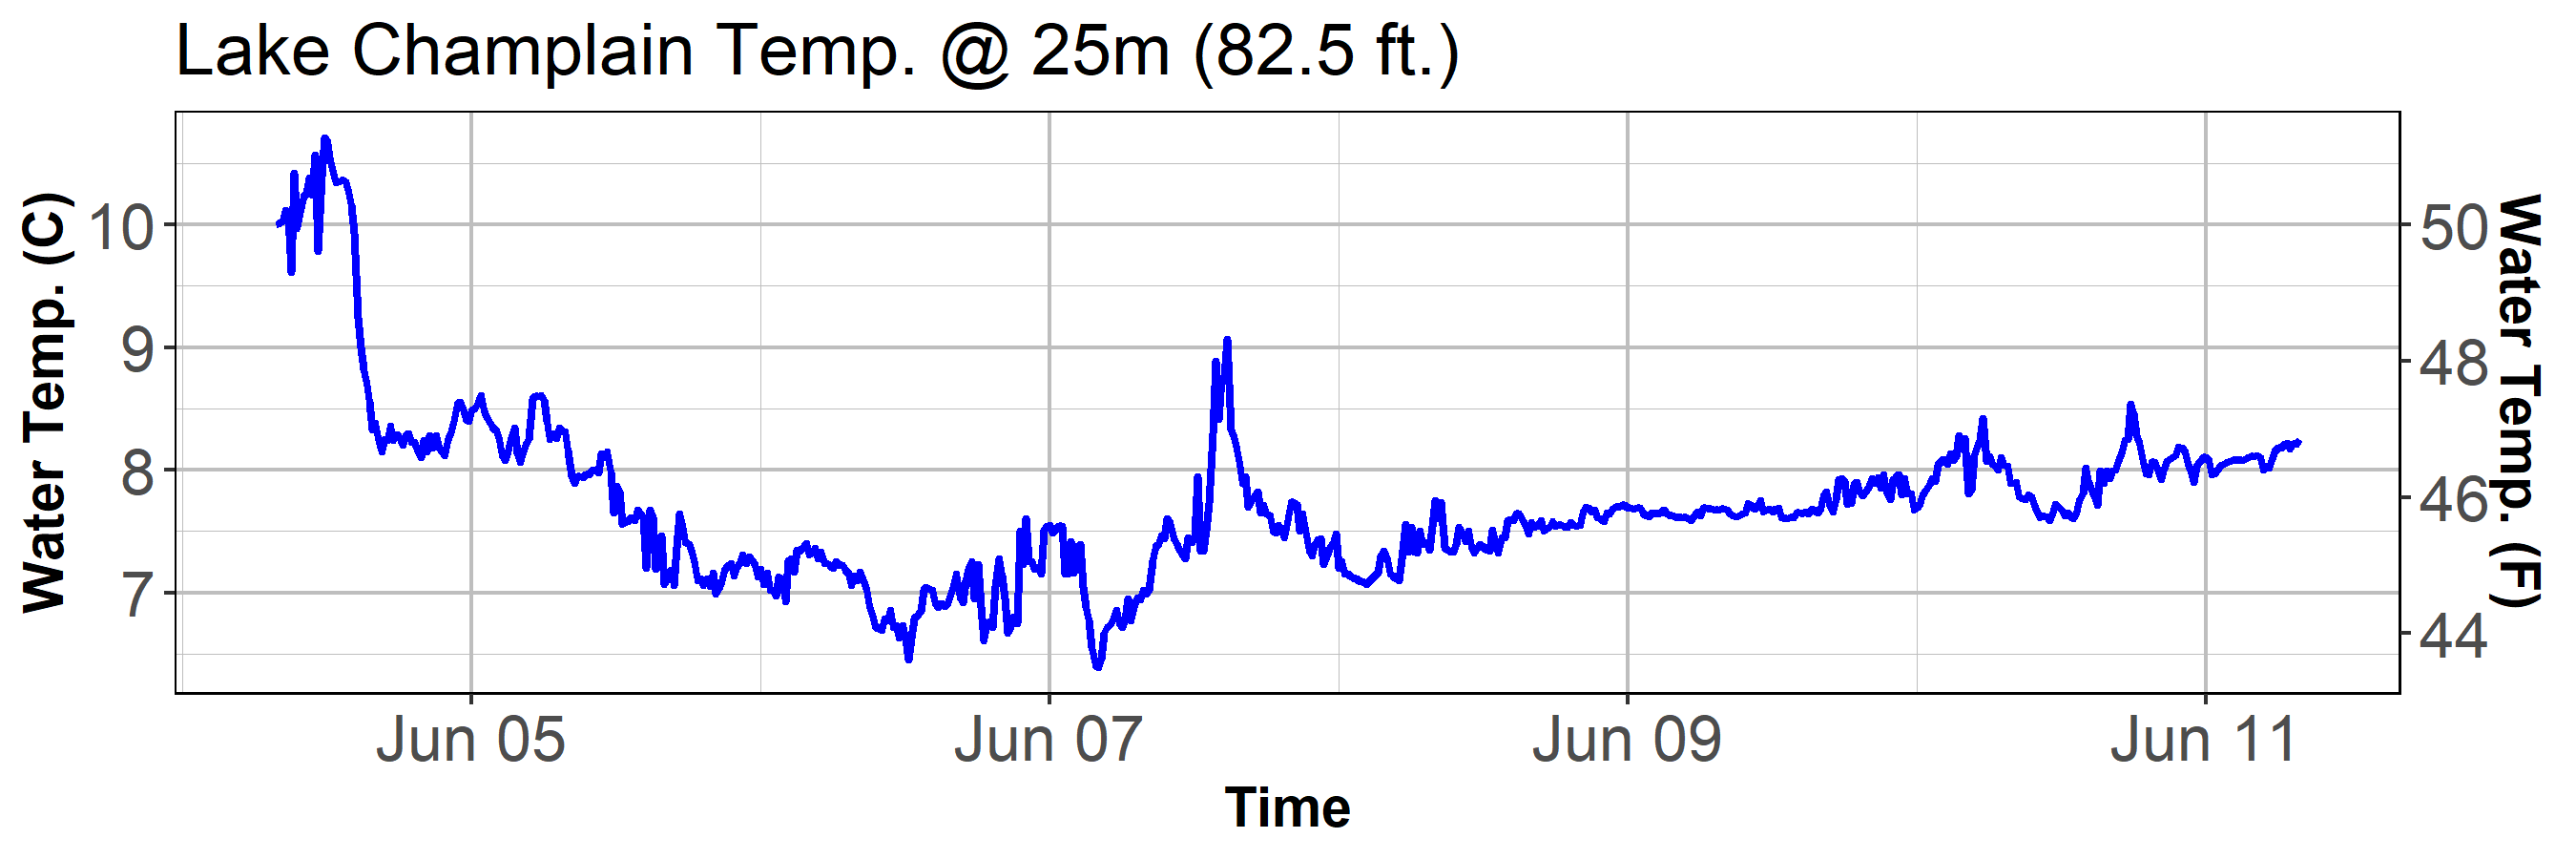 Lake Champlain Temp. @ 25m (82.5 ft.)
Water Temp. (C)
10
9
8
7
50
48
46
44
Water Temp. (F)
Jun 05
Jun 07
Jun 09
Jun 11
Time